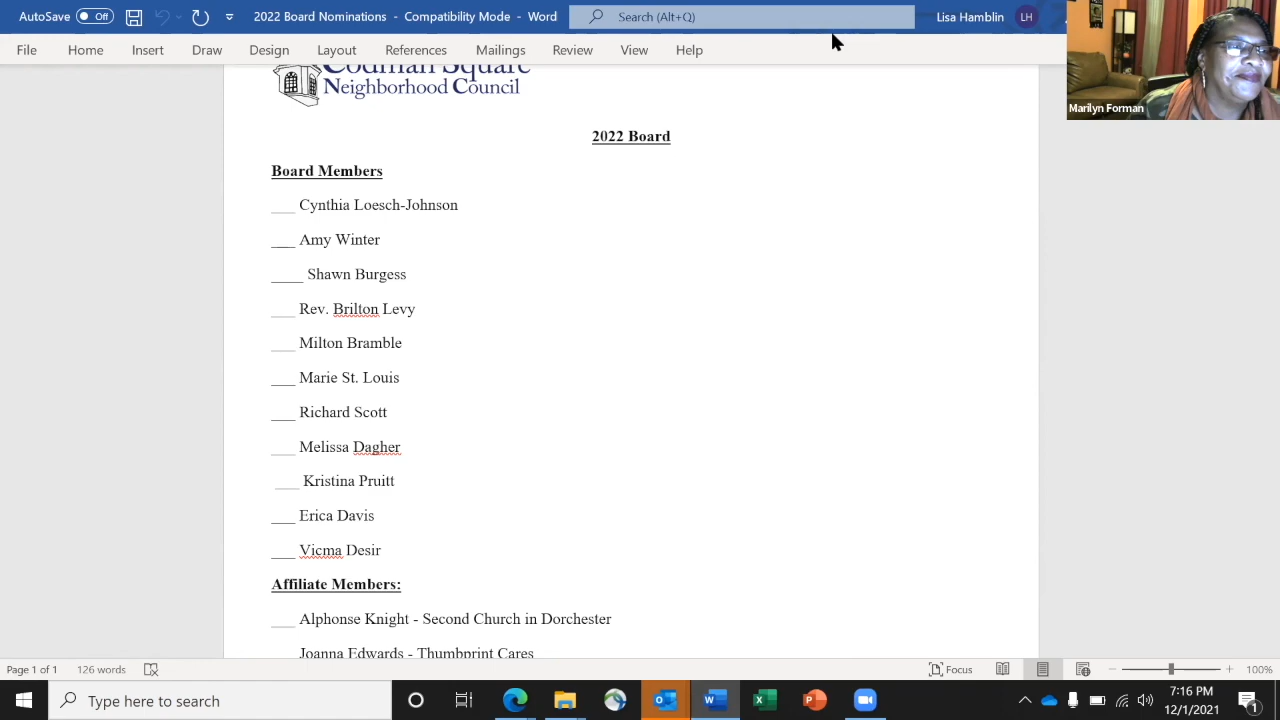 AutoSave Off 2022 Board Nominations - Compatibility Mode - Word Search (Alt+Q) Lisa Hamblin LH
File Home Insert Draw Design Layout References Mailings Review View Help
Codman Square
Neighborhood Council
Marilyn Forman
2022 Board
Board Members
___ Cynthia Loesch-Johnson
___ Amy Winter
____ Shawn Burgess
___ Rev. Brilton Levy
___ Milton Bramble
___ Marie St. Louis
___ Richard Scott
___ Melissa Dagher
___ Kristina Pruitt
___ Erica Davis
___ Vicma Desir
Affiliate Members:
___ Alphonse Knight - Second Church in Dorchester
Joanna Edwards - Thumbprint Cares
Page 1 of 1 126 words Focus 100%
Type here to search
7:16 PM
12/1/2021
1